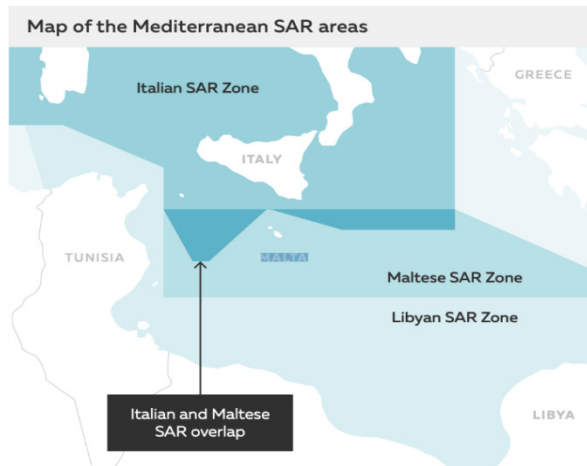 Map of the Mediterranean SAR areas
GREECE
Italian SAR Zone
ITALY
TUNISIA
MALTA
Maltese SAR Zone
Libyan SAR Zone
Italian and Maltese
SAR overlap
LIBYA